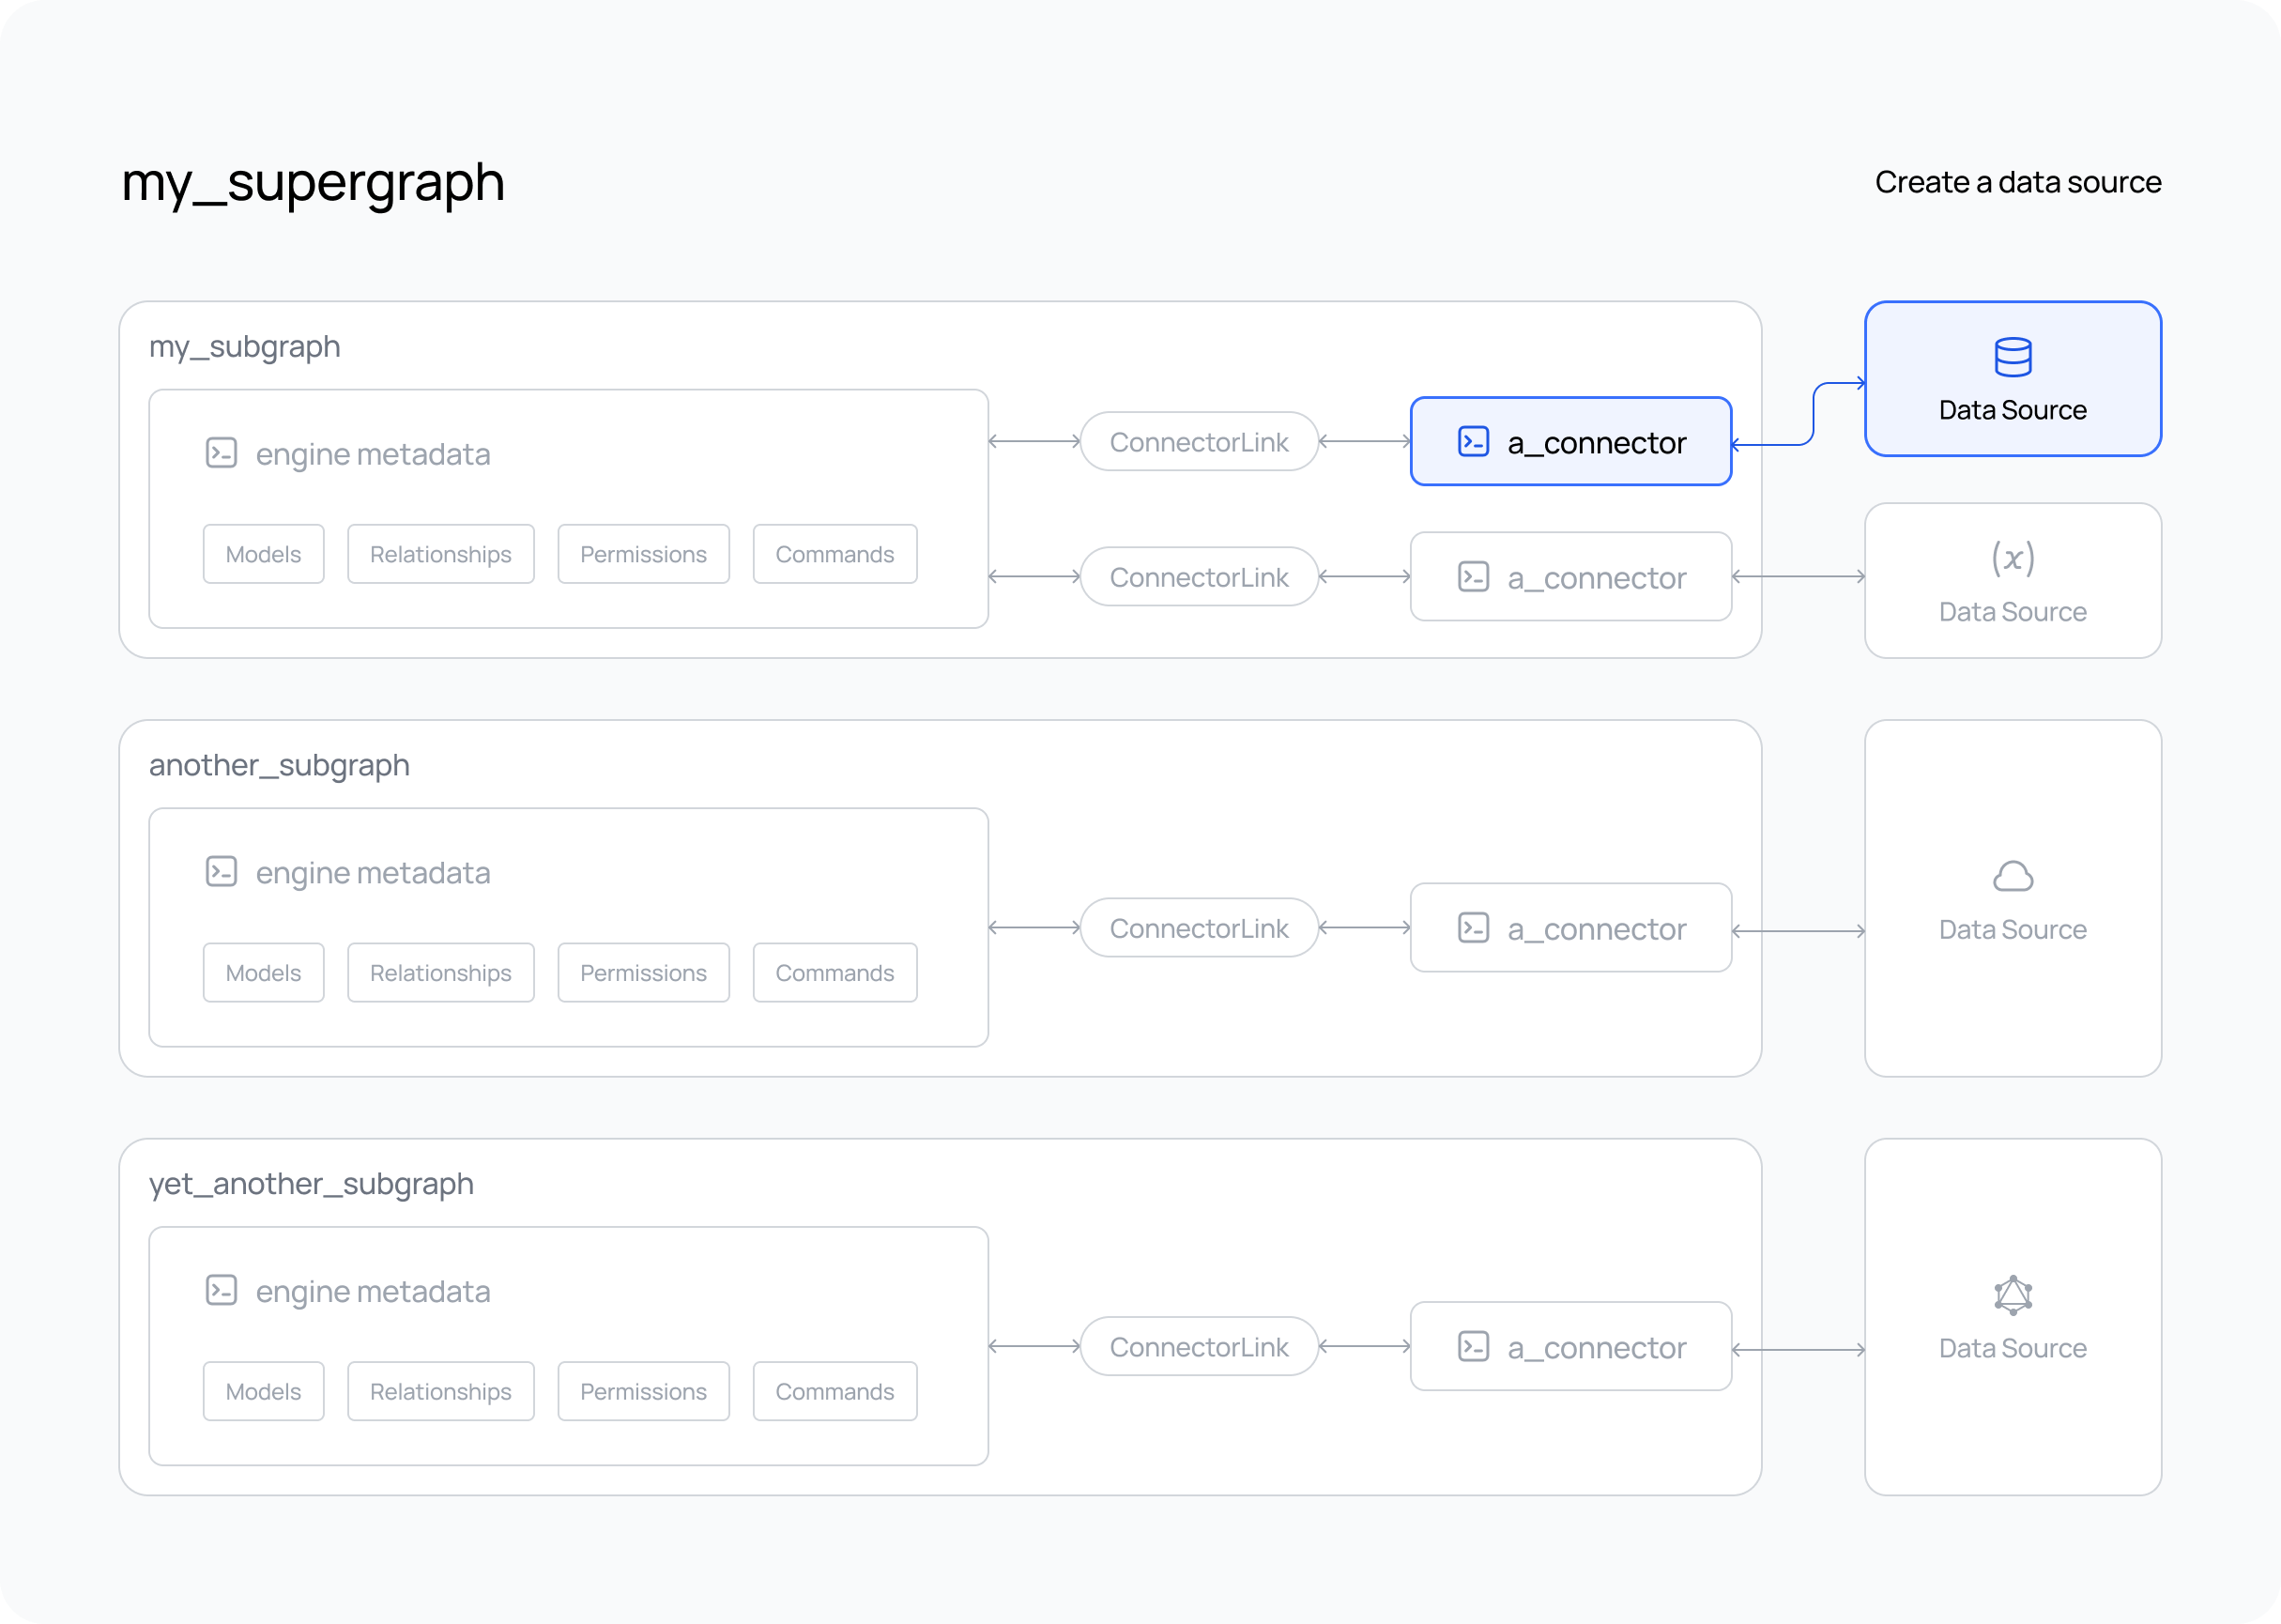 my_supergraph
Create a data source
my_subgraph
engine metadata
Models
Relationships
Permissions
Commands
ConnectorLink
a_connector
Data Source
ConnectorLink
a_connector
Data Source
another_subgraph
engine metadata
Models
Relationships
Permissions
Commands
ConnectorLink
a_connector
Data Source
yet_another_subgraph
engine metadata
Models
Relationships
Permissions
Commands
ConnectorLink
a_connector
Data Source